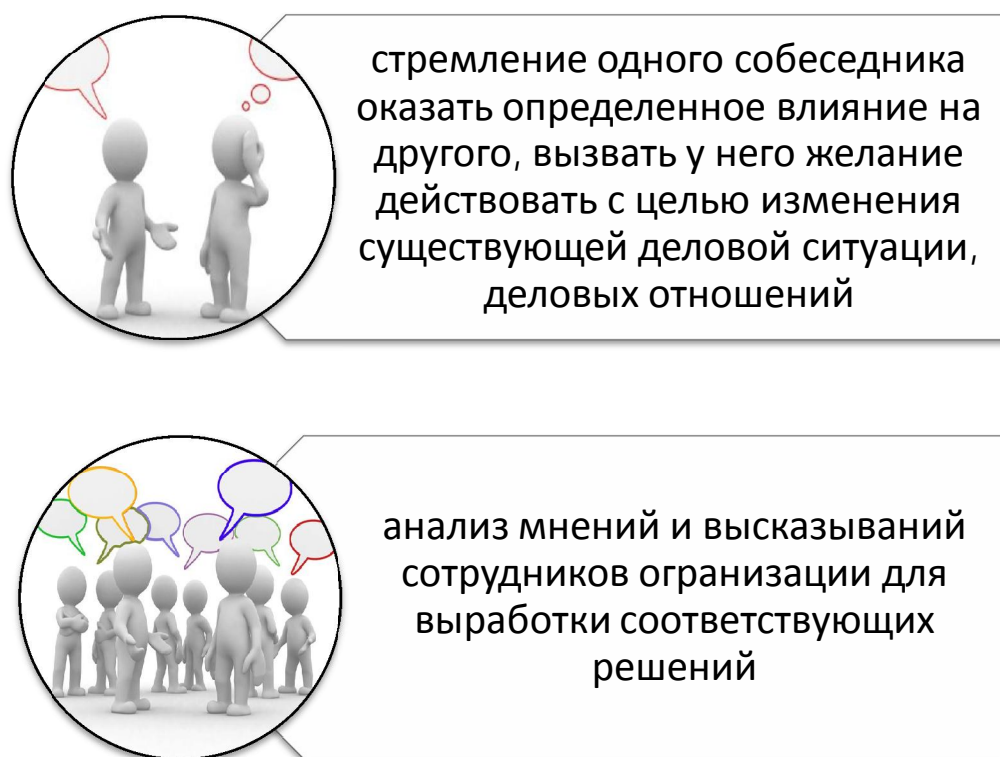 стремление одного собеседника
оказать определенное влияние на
другого, вызвать у него желание
действовать с целью изменения
существующей деловой ситуации,
деловых отношений
анализ мнений и высказываний
сотрудников огранизации для
выработки соответствующих
решений